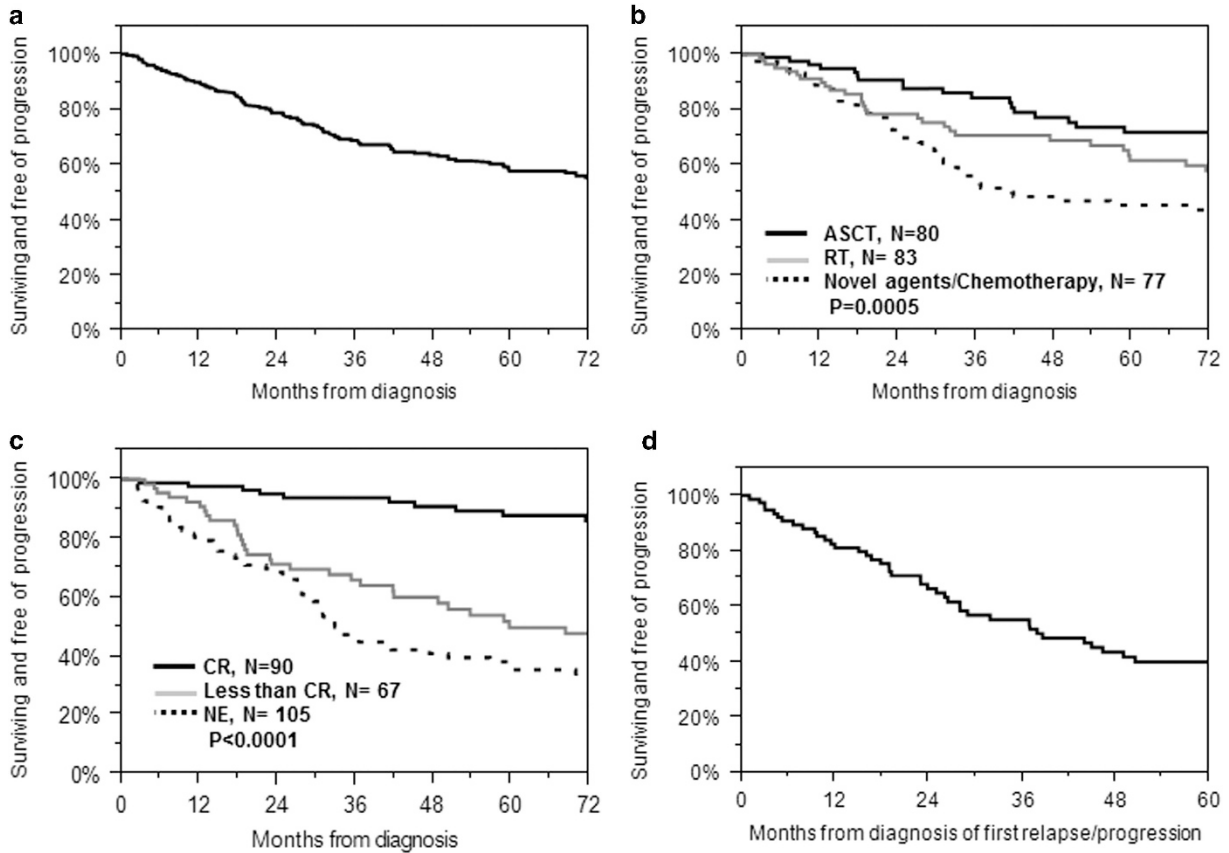 a
Surviving and free of progression
100%
80%
60%
40%
20%
0%
0 12 24 36 48 60 72
Months from diagnosis
b
Surviving and free of progression
100%
80%
60%
40%
20%
0%
ASCT, N=80
RT, N= 83
Novel agents/Chemotherapy, N= 77
P=0.0005
0 12 24 36 48 60 72
Months from diagnosis
c
Surviving and free of progression
100%
80%
60%
40%
20%
0%
CR, N=90
Less than CR, N= 67
NE, N= 105
P<0.0001
0 12 24 36 48 60 72
Months from diagnosis
d
Surviving and free of progression
100%
80%
60%
40%
20%
0%
0 12 24 36 48 60
Months from diagnosis of first relapse/progression